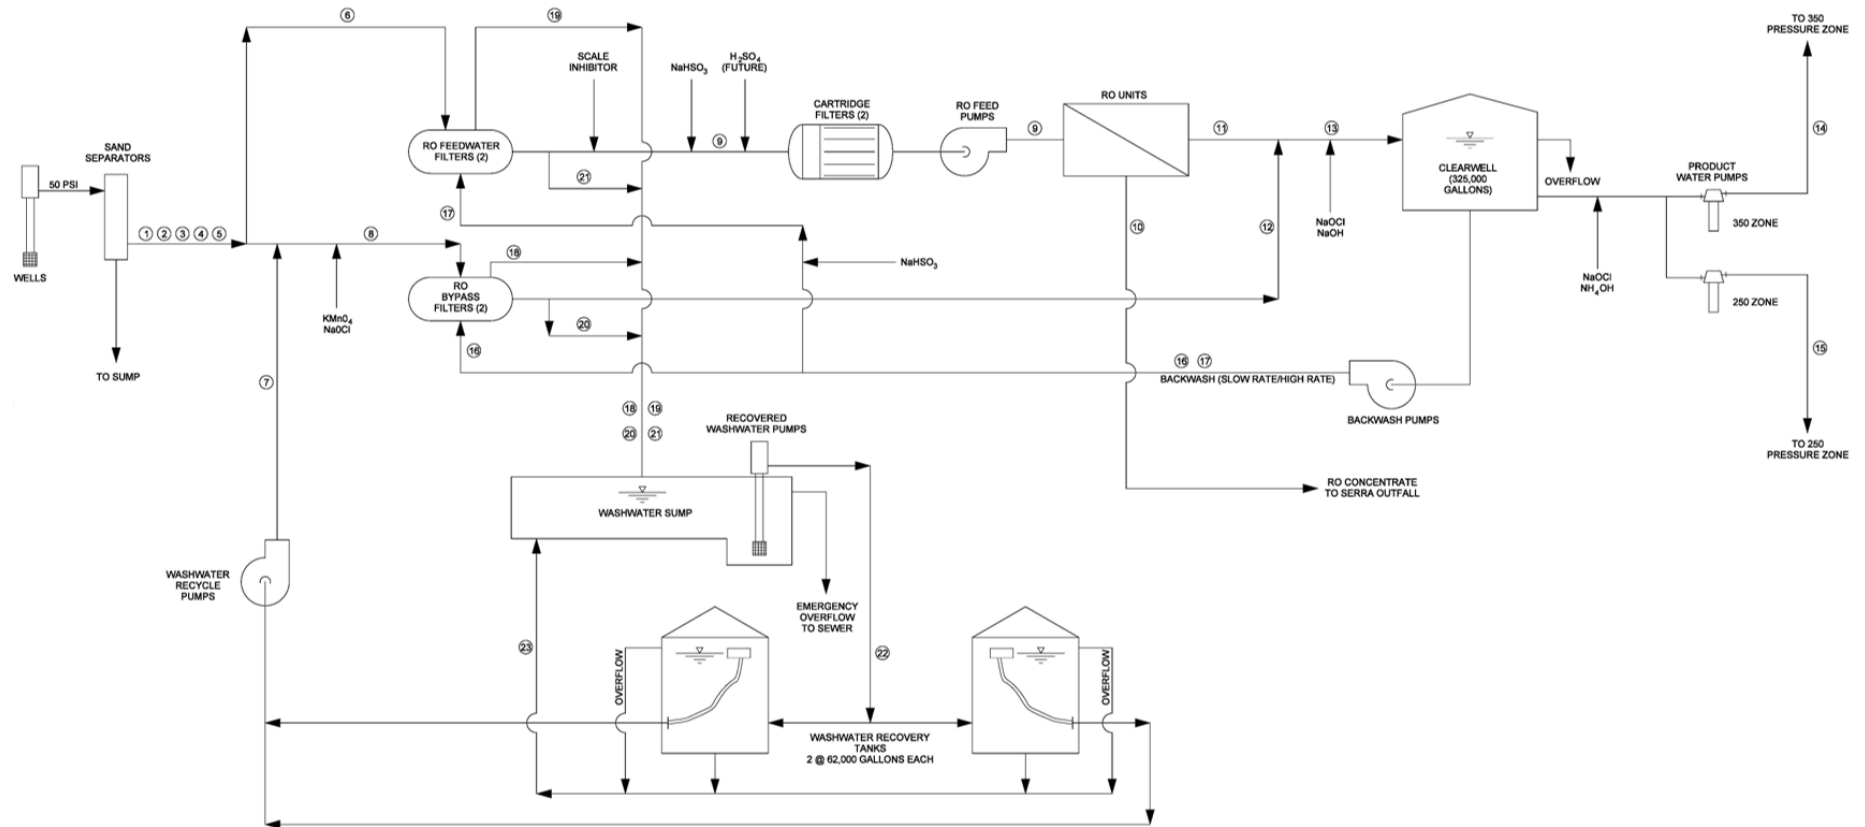 6
19
TO 350
PRESSURE ZONE
SCALE
INHIBITOR
NaHSO3
H2SO4
(FUTURE)
CARTRIDGE
FILTERS (2)
RO FEED
PUMPS
RO UNITS
SAND
SEPARATORS
50 PSI
WELLS
1 2 3 4 5
TO SUMP
RO FEEDWATER
FILTERS (2)
9
9
11
13
14
21
17
CLEARWELL
(325,000
GALLONS)
OVERFLOW
PRODUCT
WATER PUMPS
350 ZONE
8
18
10
12
NaOCl
NaOH
NaHSO3
KMnO4
NaOCl
RO
BYPASS
FILTERS (2)
20
16
NaOCl
NH4OH
250 ZONE
15
7
16 17
BACKWASH (SLOW RATE/HIGH RATE)
BACKWASH PUMPS
18 19
20 21
RECOVERED
WASHWATER PUMPS
TO 250
PRESSURE ZONE
WASHWATER SUMP
RO CONCENTRATE
TO SERRA OUTFALL
WASHWATER
RECYCLE
PUMPS
EMERGENCY
OVERFLOW
TO SEWER
23
OVERFLOW
22
OVERFLOW
WASHWATER RECOVERY
TANKS
2 @ 62,000 GALLONS EACH